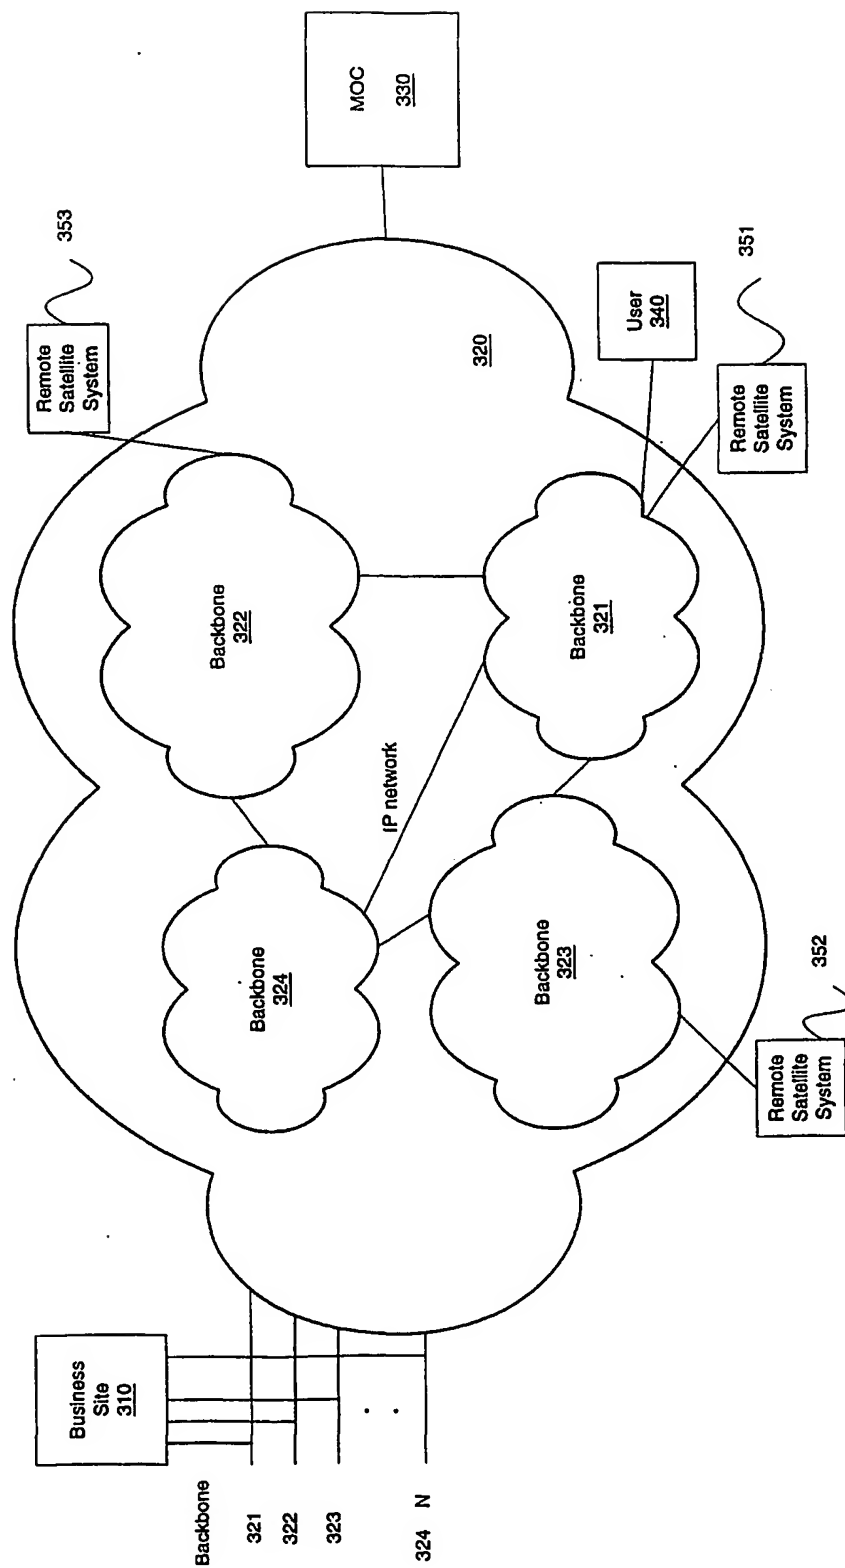 Business
Site
310
Backbone
321
322
323
. .
324 N
Backbone
324
Backbone
322
Backbone
323
Backbone
321
IP network
320
Remote
Satellite
System
353
Remote
Satellite
System
352
Remote
Satellite
System
351
User
340
MOC
330